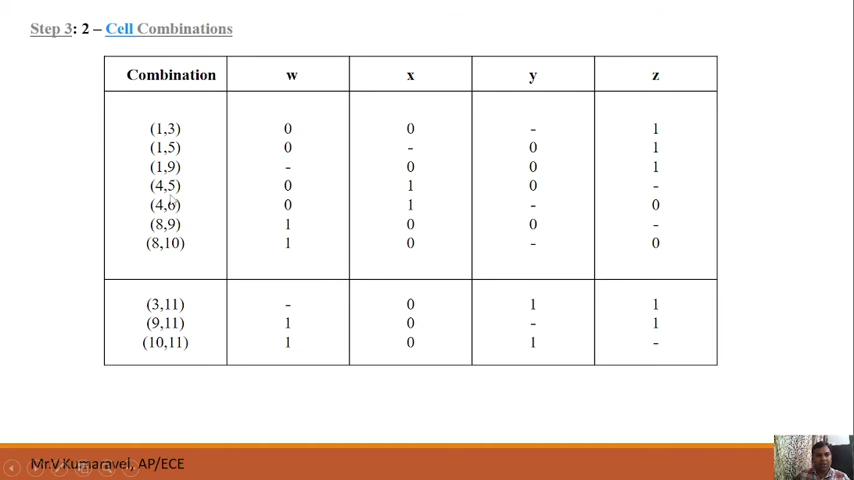 Step 3: 2 – Cell Combinations
Combination w x y z
(1,3) 0 0 - 1
(1,5) 0 - 0 1
(1,9) - 0 0 1
(4,5) 0 1 0 -
(4,6) 0 1 - 0
(8,9) 1 0 0 -
(8,10) 1 0 - 0
(3,11) - 0 1 1
(9,11) 1 0 - 1
(10,11) 1 0 1 -
Mr.V.Kumaravel, AP/ECE